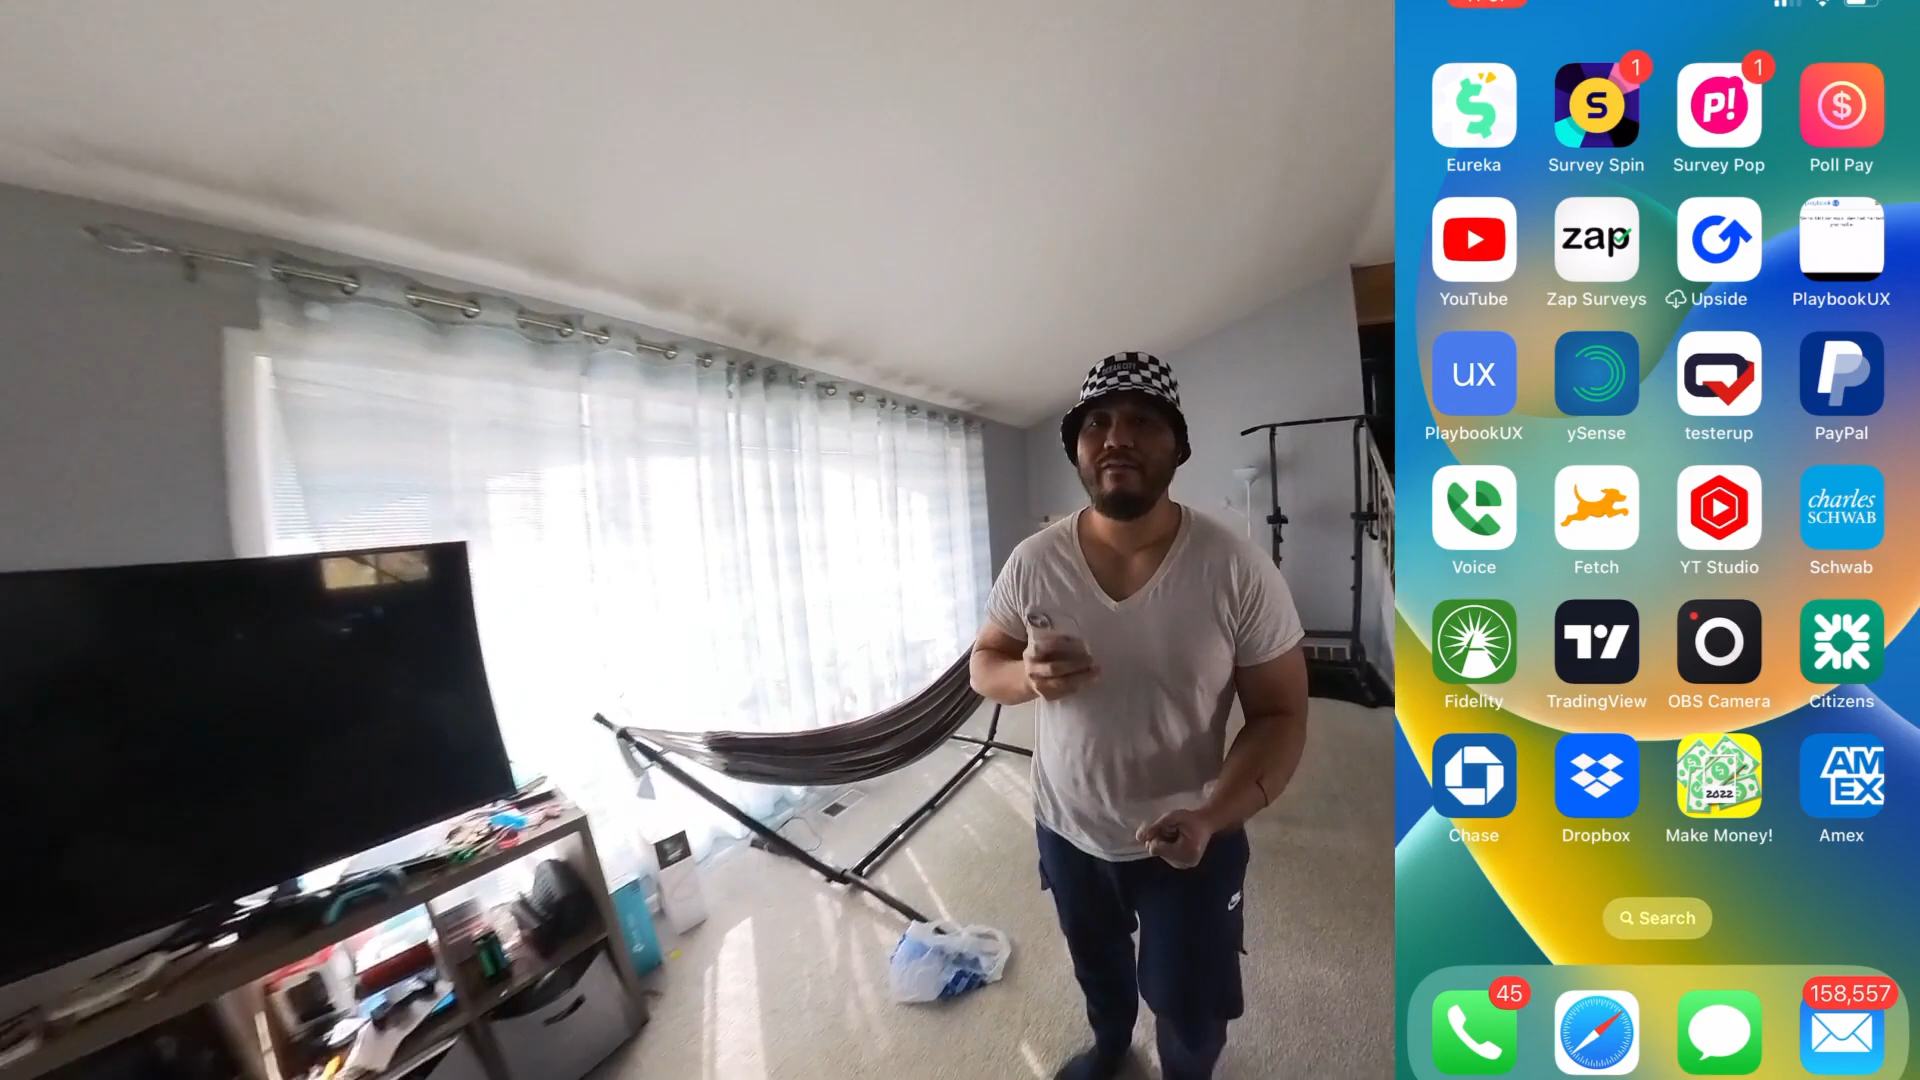 OCEAN CITY
1
1
S
P!
$
Eureka
Survey Spin
Survey Pop
Poll Pay
zap
YouTube
Zap Surveys
Upside
PlaybookUX
UX
PlaybookUX
ySense
testerup
PayPal
charles
SCHWAB
Voice
Fetch
YT Studio
Schwab
Fidelity
TradingView
OBS Camera
Citizens
2022
AM
EX
Chase
Dropbox
Make Money!
Amex
Search
45
158,557